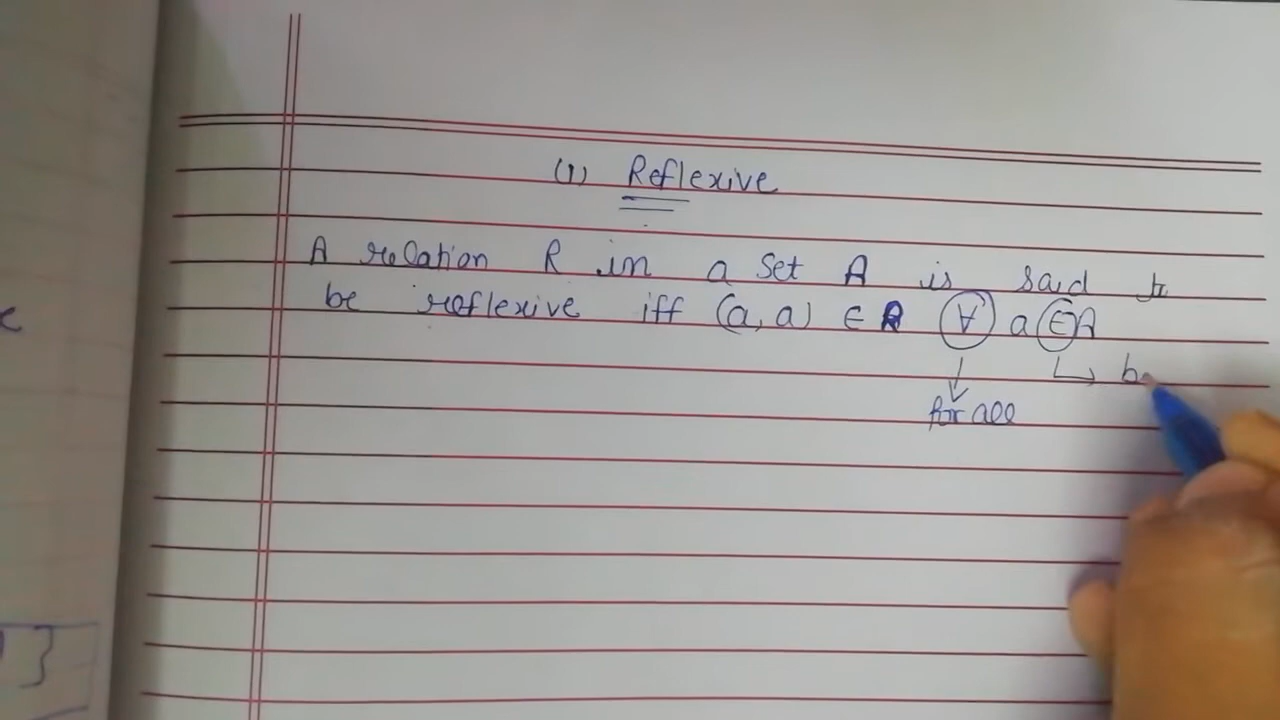 (1) Reflexive
A relation R in a set A is said to
be reflexive iff (a, a) ∈ R ∀ a ∈ A
↳ b
for all
}